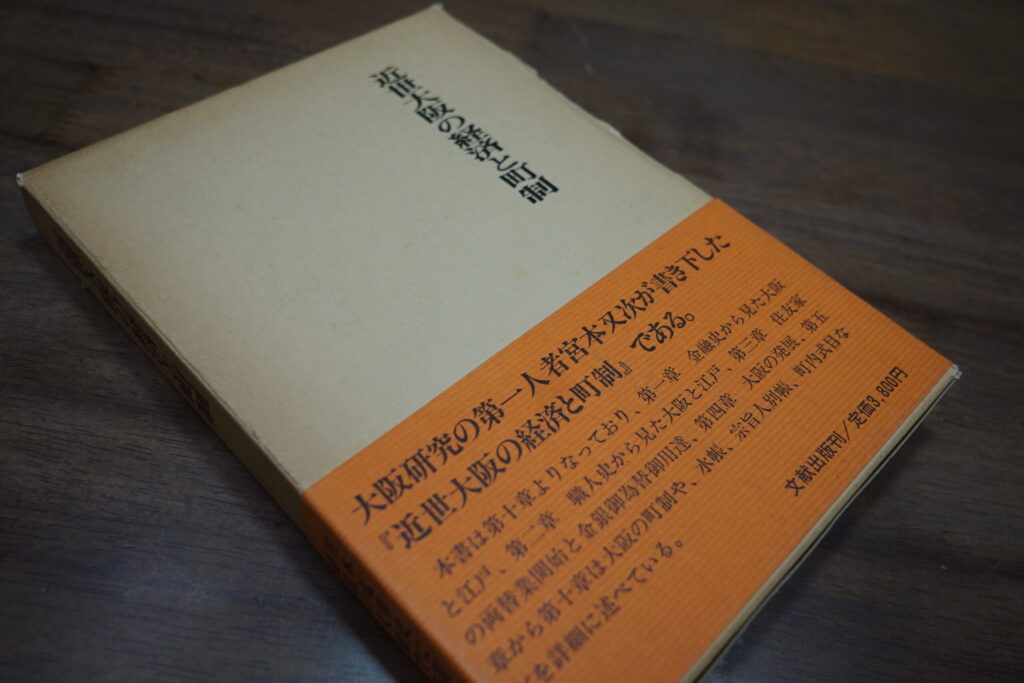 近世大阪の経済と町制
大阪研究の第一人者宮本又次が書き下した
『近世大阪の経済と町制』である。
本書は第十章よりなっており、第一章 金融史から見た大阪
と江戸、第二章 職人史から見た大阪と江戸、第三章 住友家
の両替業開始と金銀御為替御用達、第四章 大阪の発展、第五
章から第十章は大阪の町制や、水帳、宗旨人別帳、町内式目な
どを詳細に述べている。
文献出版刊/定価3,800円